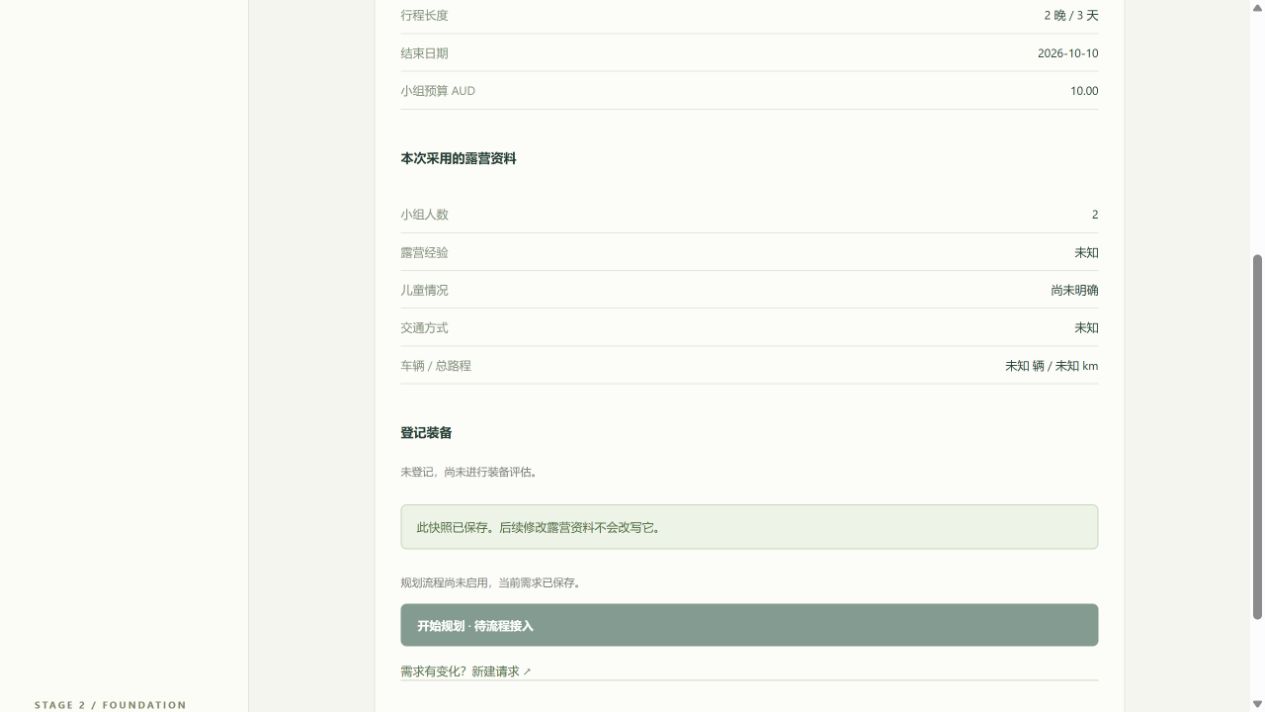 行程长度 2 晚 / 3 天
结束日期 2026-10-10
小组预算 AUD 10.00
本次采用的露营资料
小组人数 2
露营经验 未知
儿童情况 尚未明确
交通方式 未知
车辆 / 总路程 未知 辆 / 未知 km
登记装备
未登记，尚未进行装备评估。
此快照已保存。后续修改露营资料不会改写它。
规划流程尚未启用，当前需求已保存。
开始规划 · 待流程接入
需求有变化？新建请求 ↗
STAGE 2 / FOUNDATION